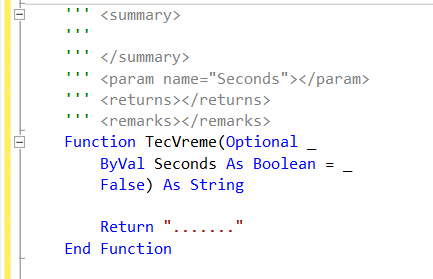 ''' <summary>
'''
''' </summary>
''' <param name="Seconds"></param>
''' <returns></returns>
''' <remarks></remarks>
Function TecVreme(Optional _
ByVal Seconds As Boolean = _
False) As String
Return "......."
End Function